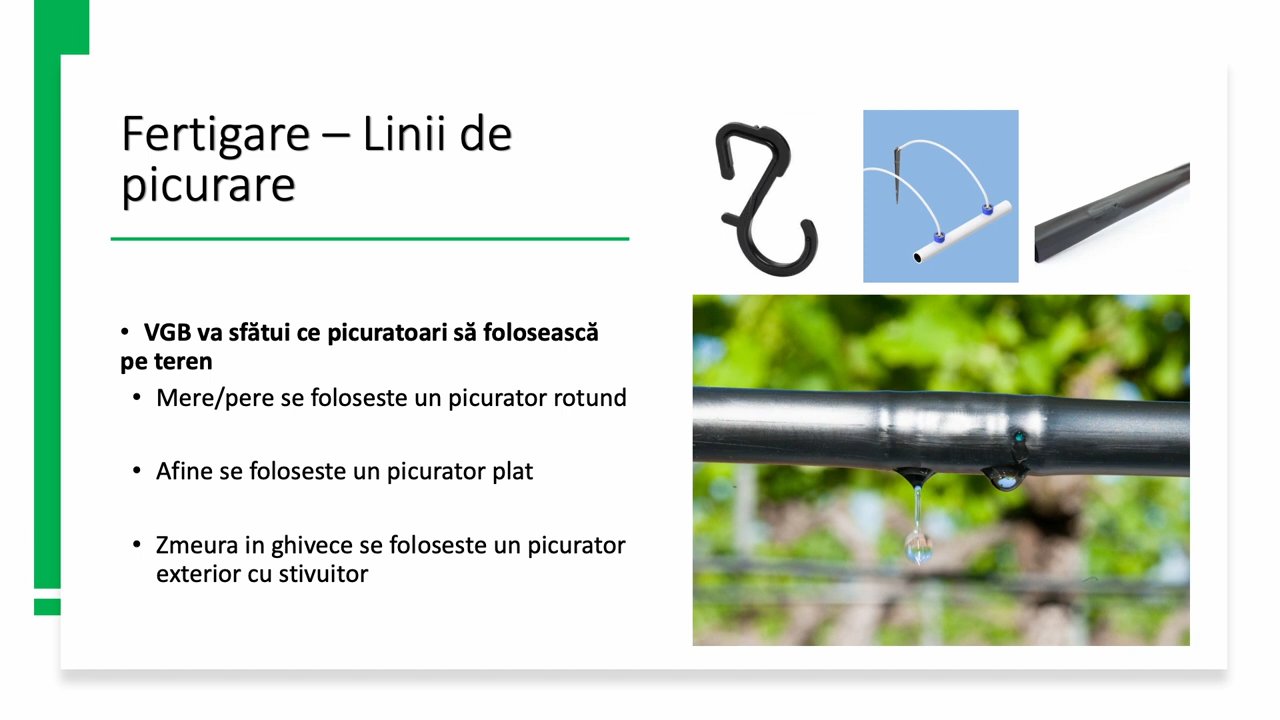 Fertigare – Linii de
picurare
• VGB va sfătui ce picuratoari să folosească
pe teren
• Mere/pere se foloseste un picurator rotund
• Afine se foloseste un picurator plat
• Zmeura in ghivece se foloseste un picurator
exterior cu stivuitor